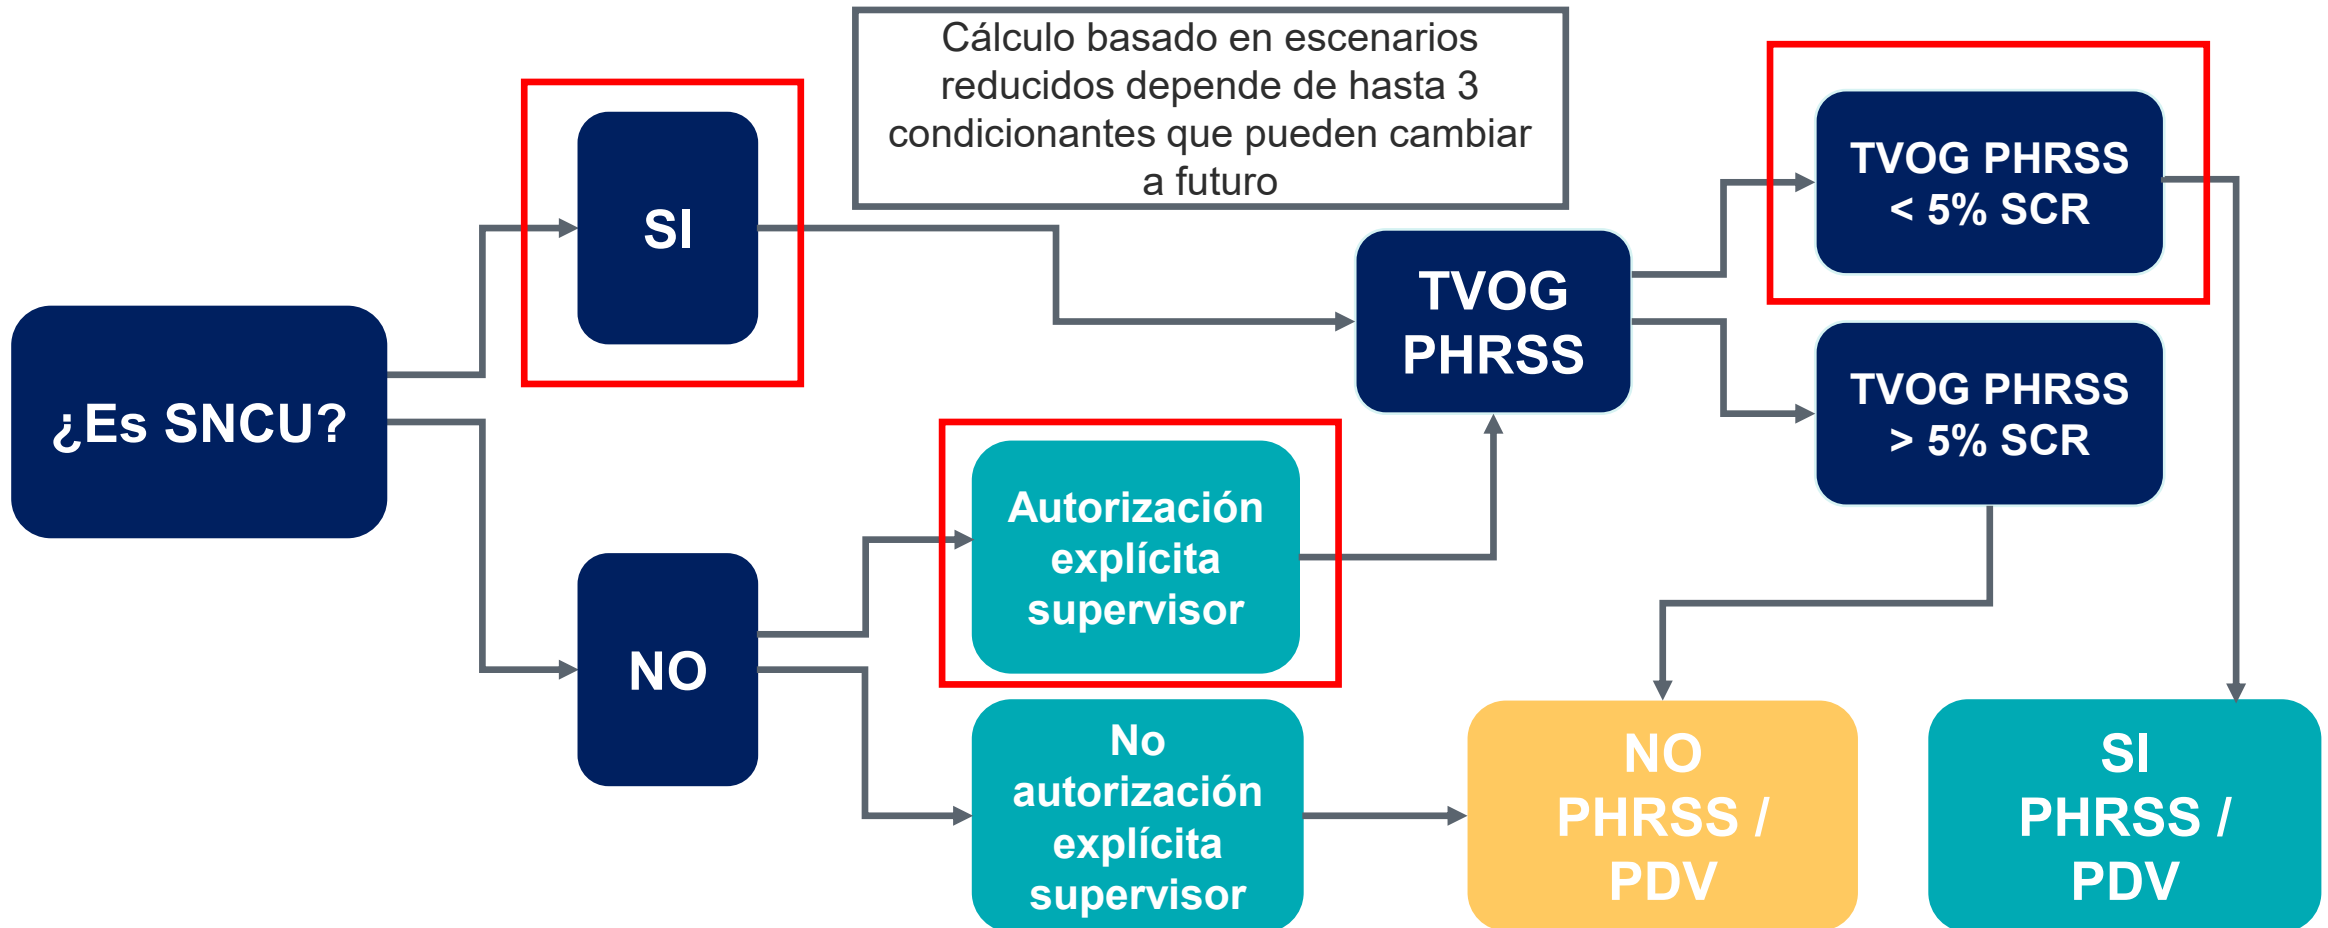 Cálculo basado en escenarios
reducidos depende de hasta 3
condicionantes que pueden cambiar
a futuro
¿Es SNCU?
SI
NO
Autorización
explícita
supervisor
No
autorización
explícita
supervisor
TVOG
PHRSS
TVOG PHRSS
< 5% SCR
TVOG PHRSS
> 5% SCR
NO
PHRSS /
PDV
SI
PHRSS /
PDV